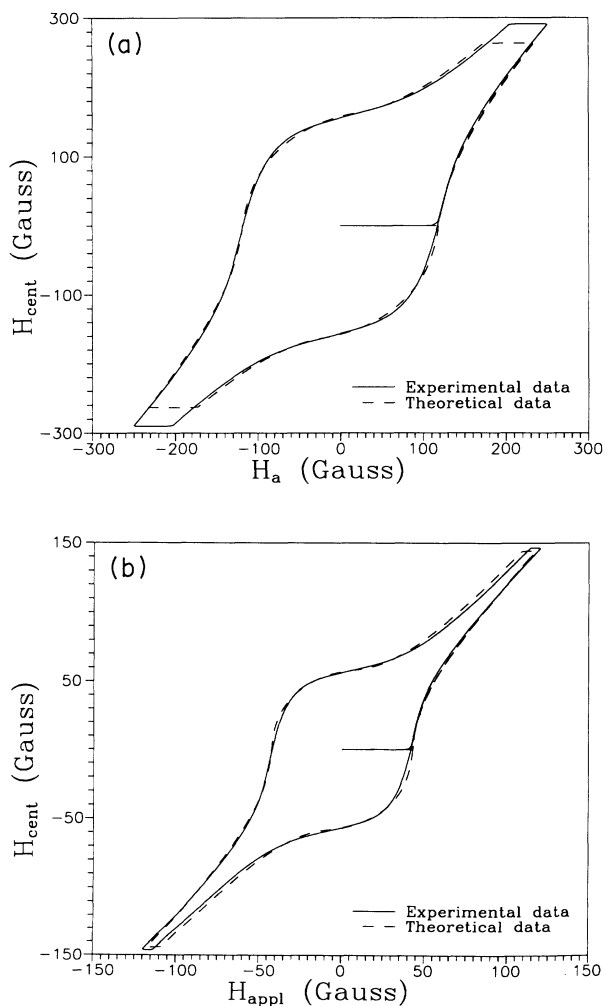 (a)
300
100
−100
−300
H_cent (Gauss)
Experimental data
Theoretical data
−300 −200 −100 0 100 200 300
H_a (Gauss)
(b)
150
50
−50
−150
H_cent (Gauss)
Experimental data
Theoretical data
−150 −100 −50 0 50 100 150
H_appl (Gauss)